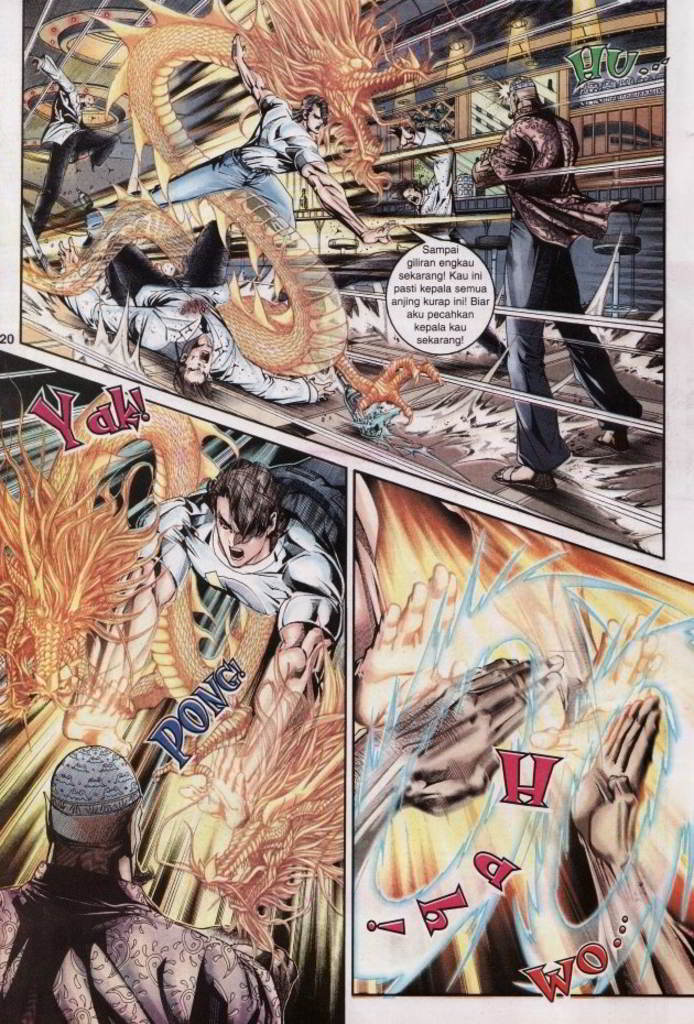 HU...
Sampai
giliran engkau
sekarang! Kau ini
pasti kepala semua
anjing kurap ini! Biar
aku pecahkan
kepala kau
sekarang!
20
Yak!
PONG!
H
a
h
!
WO...